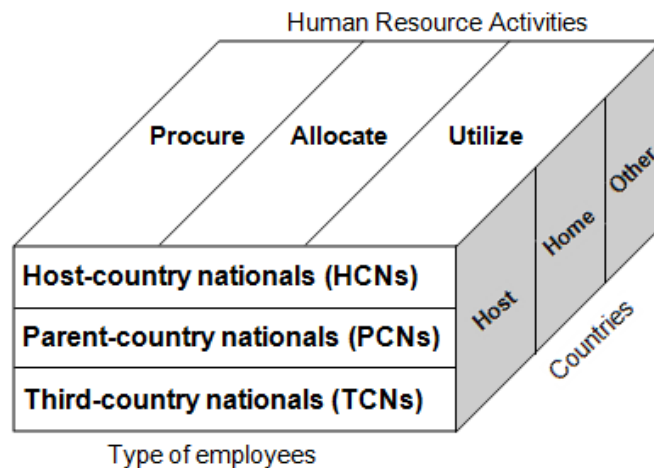 Human Resource Activities
Procure Allocate Utilize
Host-country nationals (HCNs)
Parent-country nationals (PCNs)
Third-country nationals (TCNs)
Host
Home
Other
Countries
Type of employees